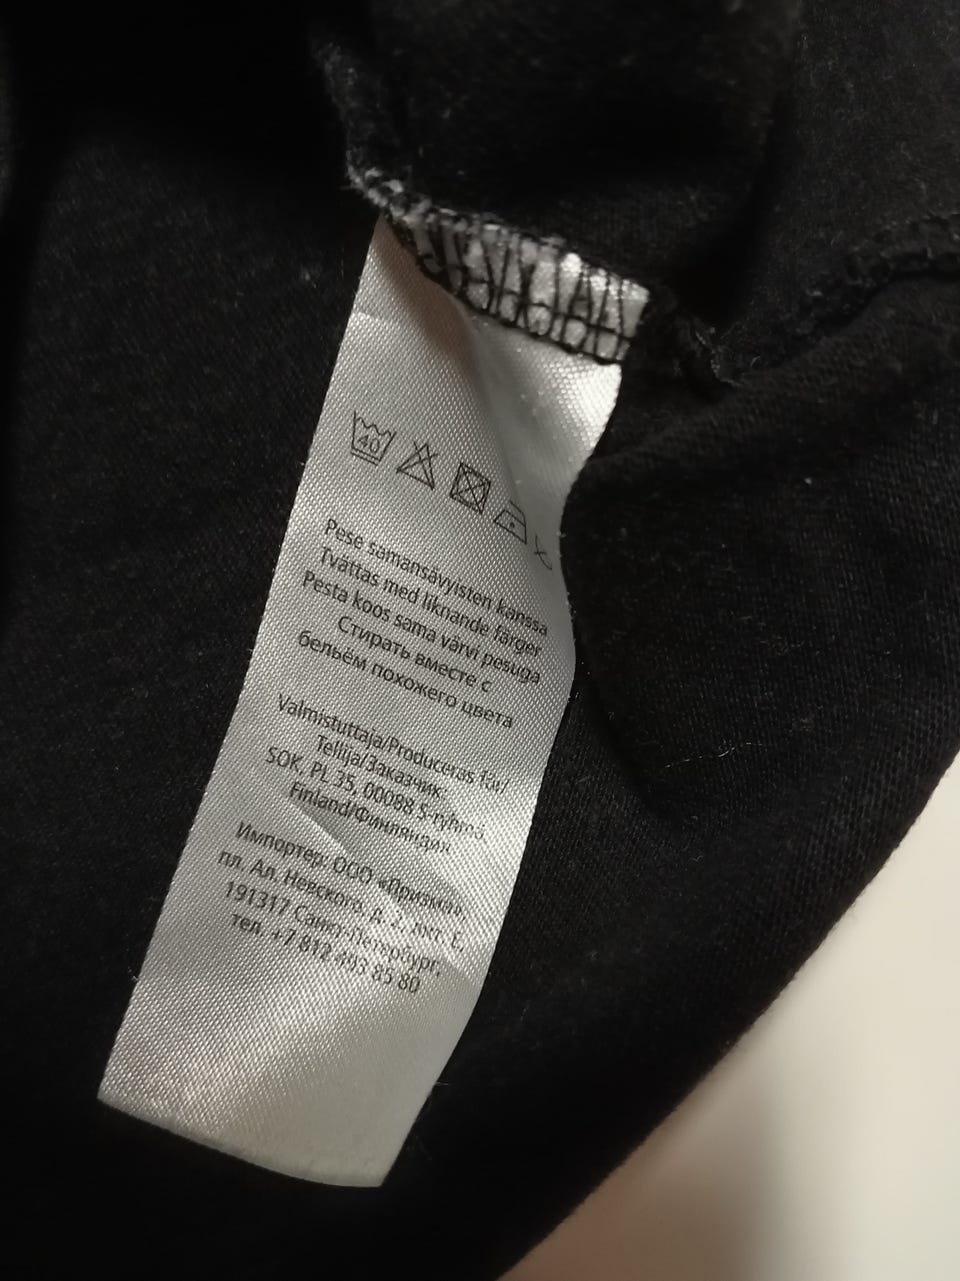 40
Pese samansävyisten kanssa
Tvättas med liknande färger
Pesta koos sama värvi pesuga
Стирать вместе с
бельём похожего цвета
Valmistuttaja/Produceras för/
Tellija/Заказчик:
SOK, PL 35, 00088 S-ryhmä
Finland/Финляндия
Импортер: ООО «Призма»,
пл. Ал. Невского, д. 2, лит. Е,
191317 Санкт-Петербург,
тел. +7 812 493 85 80